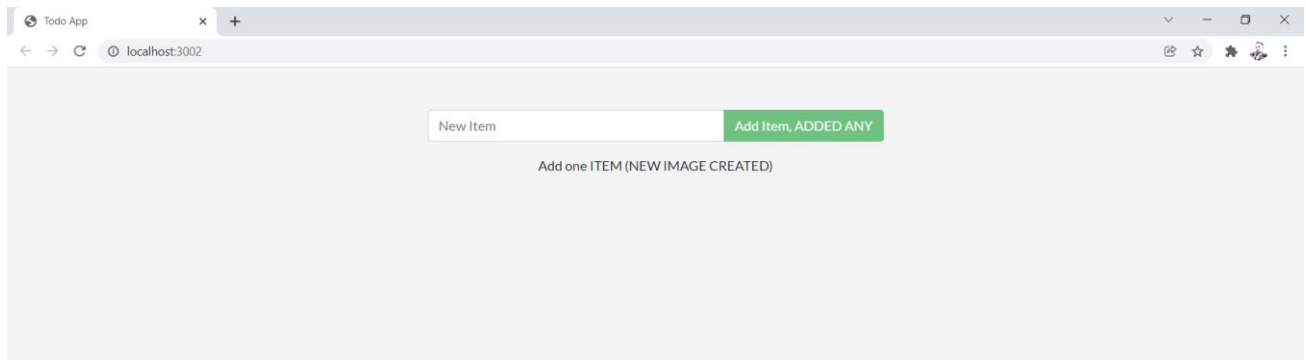 Todo App
localhost:3002
New Item
Add Item, ADDED ANY
Add one ITEM (NEW IMAGE CREATED)